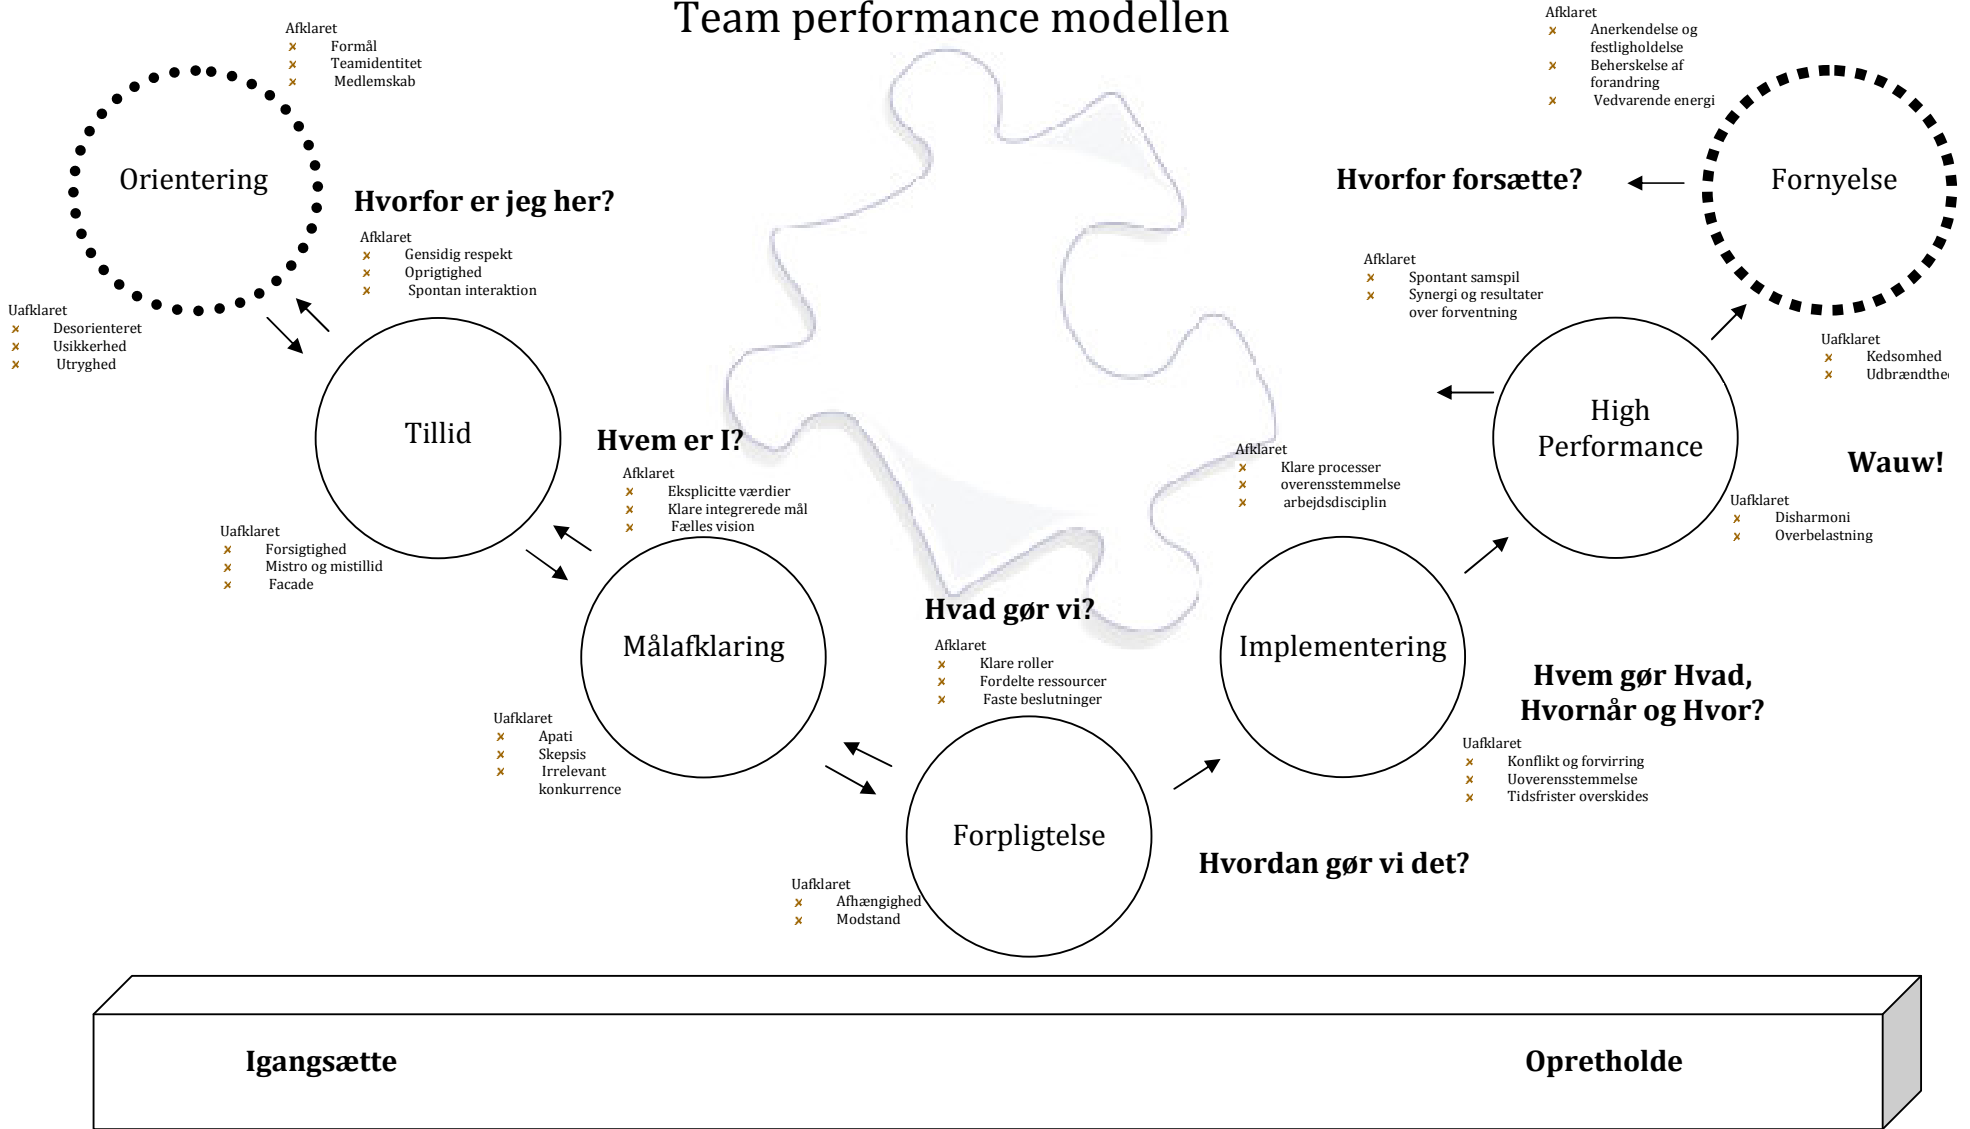 Team performance modellen
Afklaret
✘ Formål
✘ Teamidentitet
✘ Medlemskab
Orientering
Hvorfor er jeg her?
Uafklaret
✘ Desorienteret
✘ Usikkerhed
✘ Utryghed
Afklaret
✘ Gensidig respekt
✘ Oprigtighed
✘ Spontan interaktion
Tillid
Hvem er I?
Uafklaret
✘ Forsigtighed
✘ Mistro og mistillid
✘ Facade
Afklaret
✘ Eksplicitte værdier
✘ Klare integrerede mål
✘ Fælles vision
Målafklaring
Hvad gør vi?
Uafklaret
✘ Apati
✘ Skepsis
✘ Irrelevant
konkurrence
Afklaret
✘ Klare roller
✘ Fordelte ressourcer
✘ Faste beslutninger
Forpligtelse
Hvordan gør vi det?
Uafklaret
✘ Afhængighed
✘ Modstand
Afklaret
✘ Klare processer
✘ overensstemmelse
✘ arbejdsdisciplin
Implementering
Hvem gør Hvad,
Hvornår og Hvor?
Uafklaret
✘ Konflikt og forvirring
✘ Uoverensstemmelse
✘ Tidsfrister overskides
Afklaret
✘ Spontant samspil
✘ Synergi og resultater
over forventning
High
Performance
Wauw!
Uafklaret
✘ Disharmoni
✘ Overbelastning
Afklaret
✘ Anerkendelse og
festligholdelse
✘ Beherskelse af
forandring
✘ Vedvarende energi
Hvorfor forsætte?
Fornyelse
Uafklaret
✘ Kedsomhed
✘ Udbrændthe
Igangsætte
Opretholde